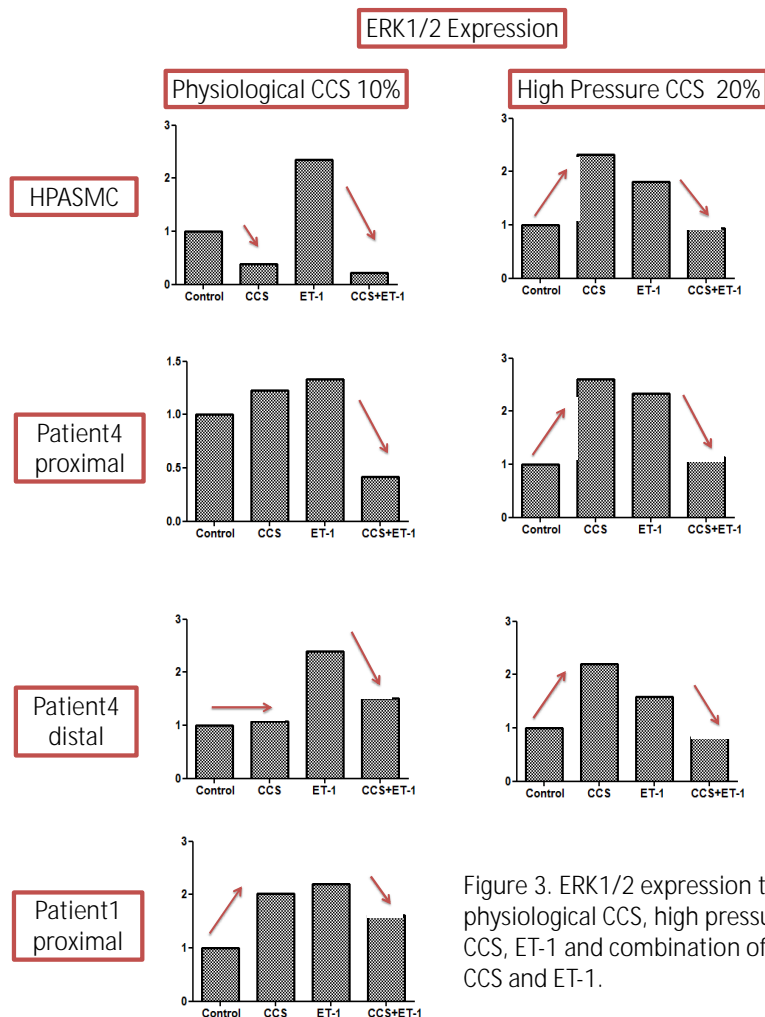 ERK1/2 Expression
Physiological CCS 10%
High Pressure CCS 20%
HPASMC
3
2
1
0
Control CCS ET-1 CCS+ET-1
3
2
1
0
Control CCS ET-1 CCS+ET-1
Patient4
proximal
1.5
1.0
0.5
0.0
Control CCS ET-1 CCS+ET-1
3
2
1
0
Control CCS ET-1 CCS+ET-1
Patient4
distal
3
2
1
0
Control CCS ET-1 CCS+ET-1
3
2
1
0
Control CCS ET-1 CCS+ET-1
Patient1
proximal
3
2
1
0
Control CCS ET-1 CCS+ET-1
Figure 3. ERK1/2 expression
physiological CCS, high
CCS, ET-1 and combination of
CCS and ET-1.